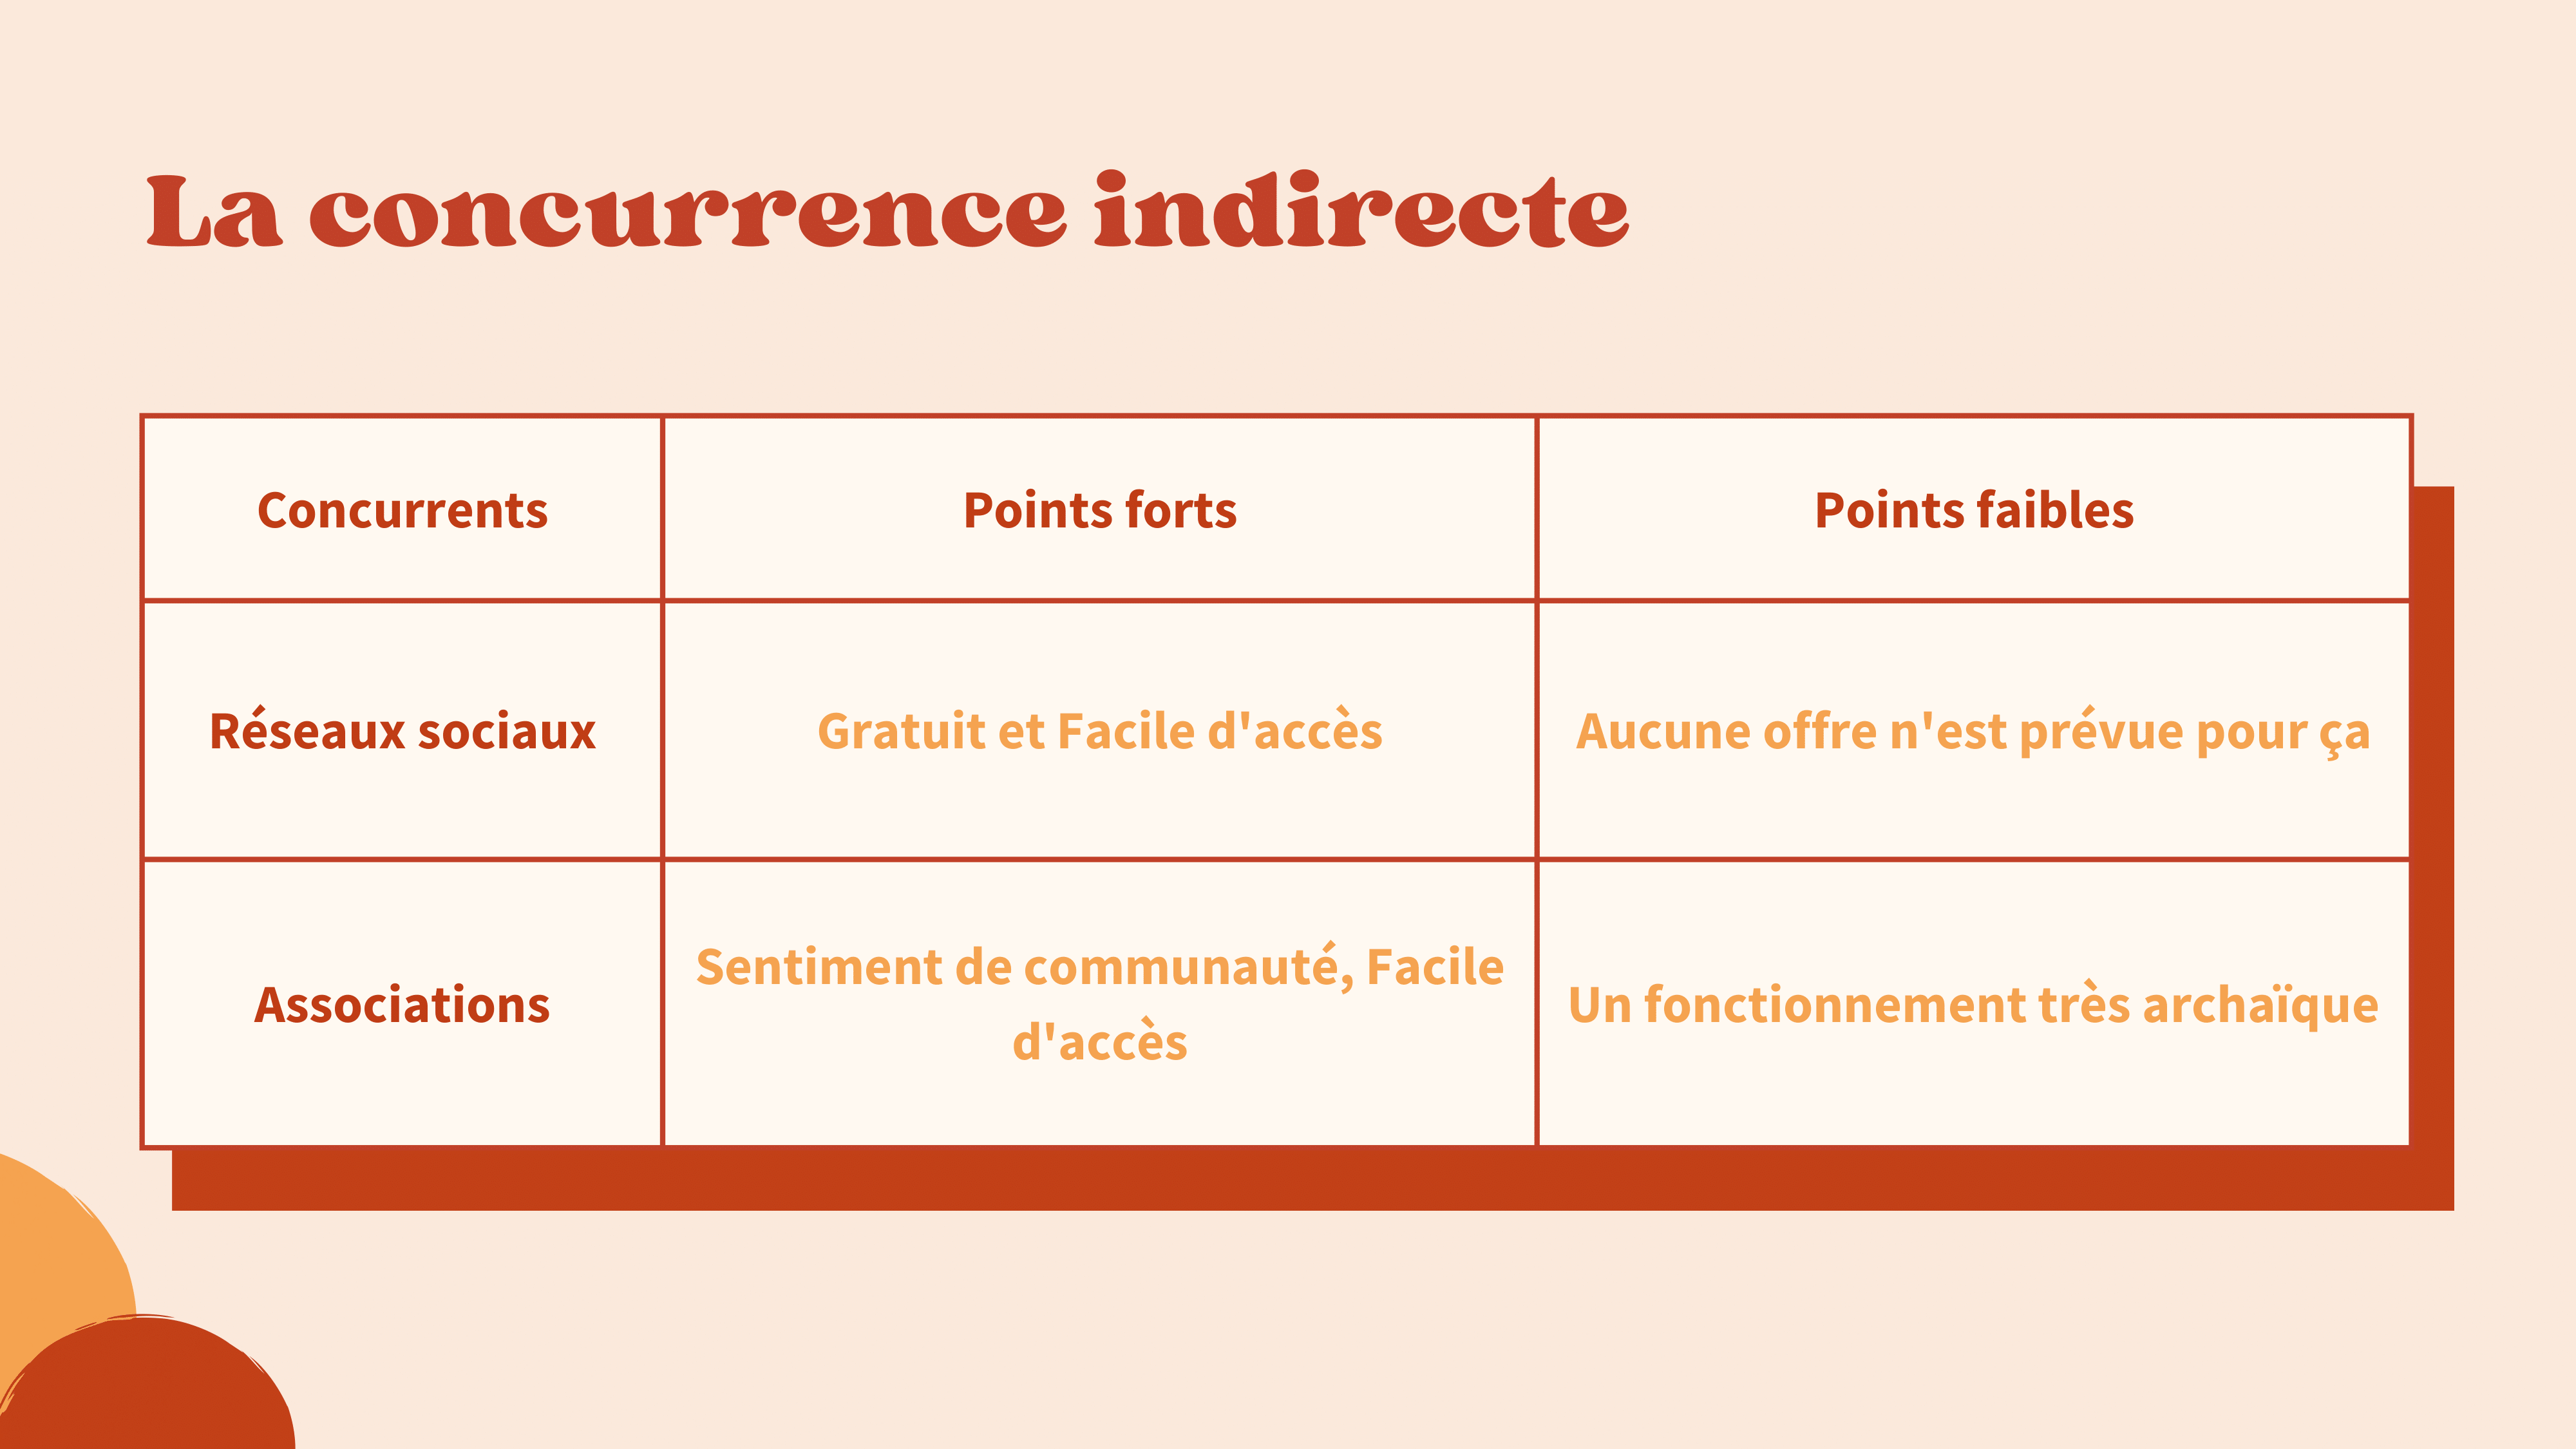 La concurrence indirecte
Concurrents
Points forts
Points faibles
Réseaux sociaux
Gratuit et Facile d'accès
Aucune offre n'est prévue pour ça
Associations
Sentiment de communauté, Facile
d'accès
Un fonctionnement très archaïque